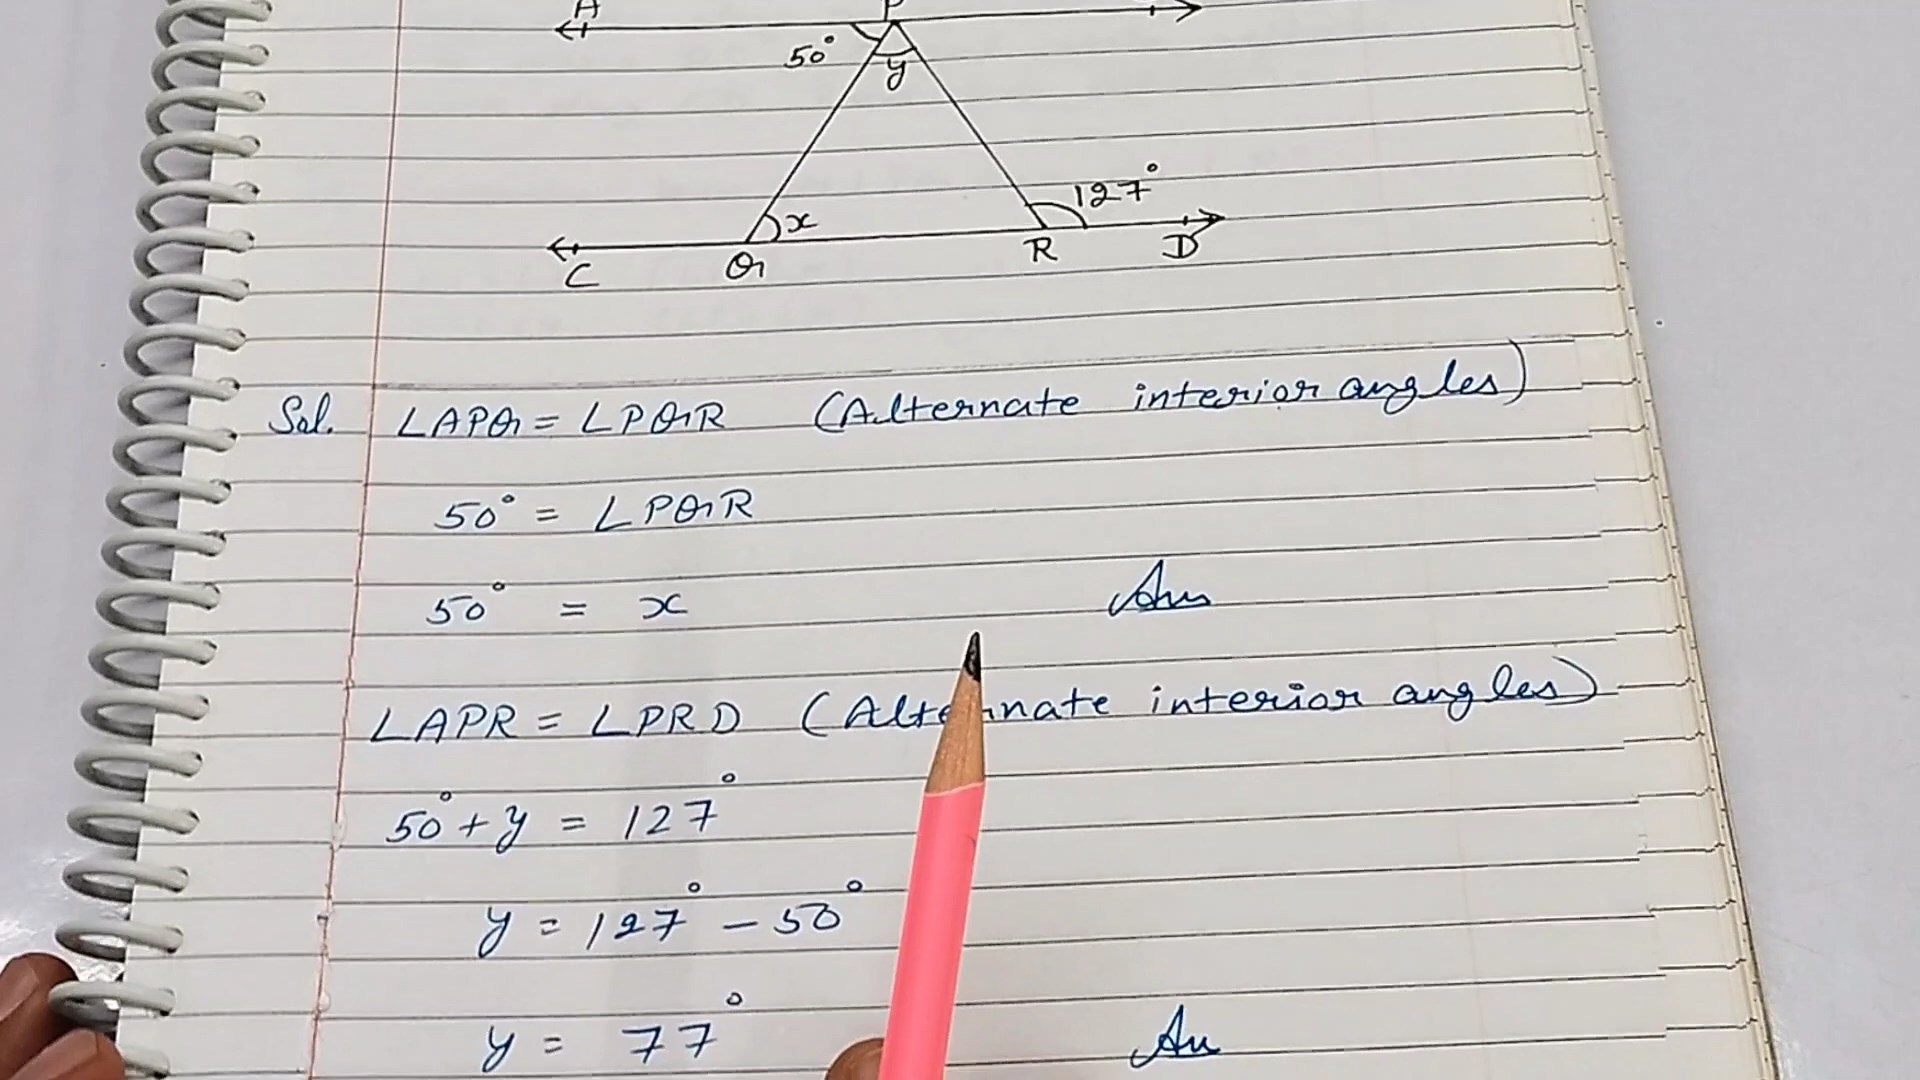 A P
50°
y
x
127°
C Q R D
Sol. ∠APQ = ∠PQR (Alternate interior angles)
50° = ∠PQR
50° = x Ans
∠APR = ∠PRD (Alternate interior angles)
50° + y = 127°
y = 127° - 50°
y = 77° An